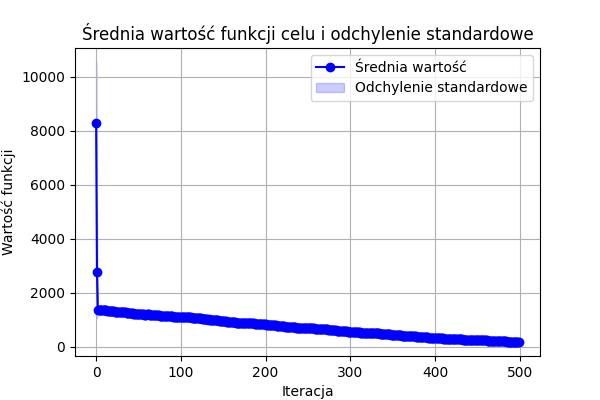 Średnia wartość funkcji celu i odchylenie standardowe
Średnia wartość
Odchylenie standardowe
Wartość funkcji
10000
8000
6000
4000
2000
0
0 100 200 300 400 500
Iteracja